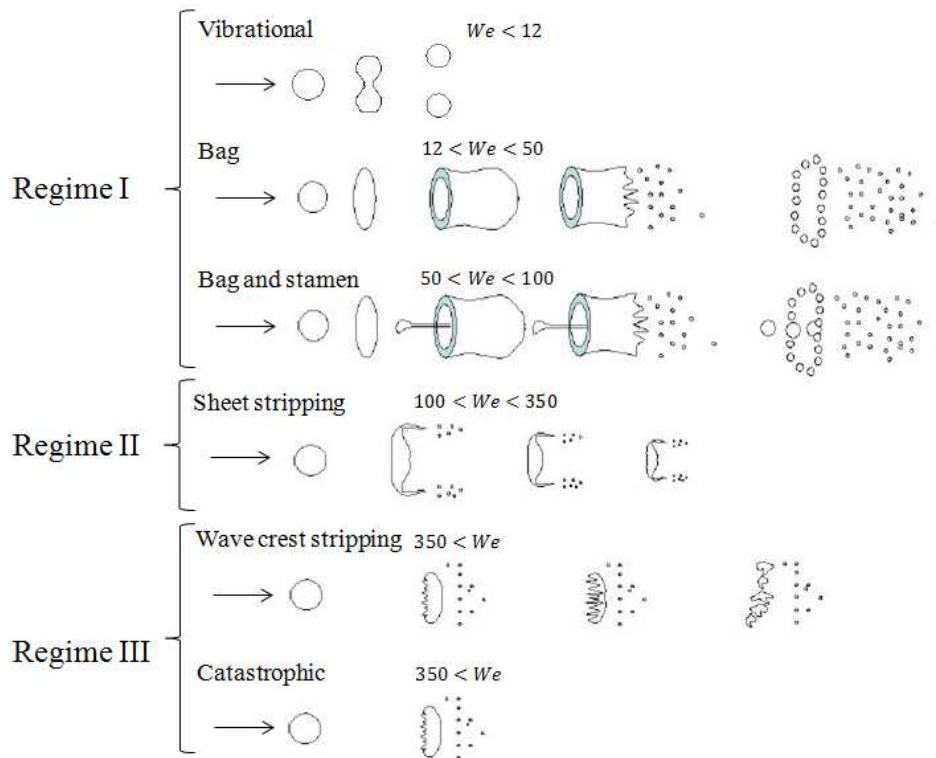 Vibrational We < 12
Regime I
Bag 12 < We < 50
Bag and stamen 50 < We < 100
Regime II
Sheet stripping 100 < We < 350
Regime III
Wave crest stripping 350 < We
Catastrophic 350 < We